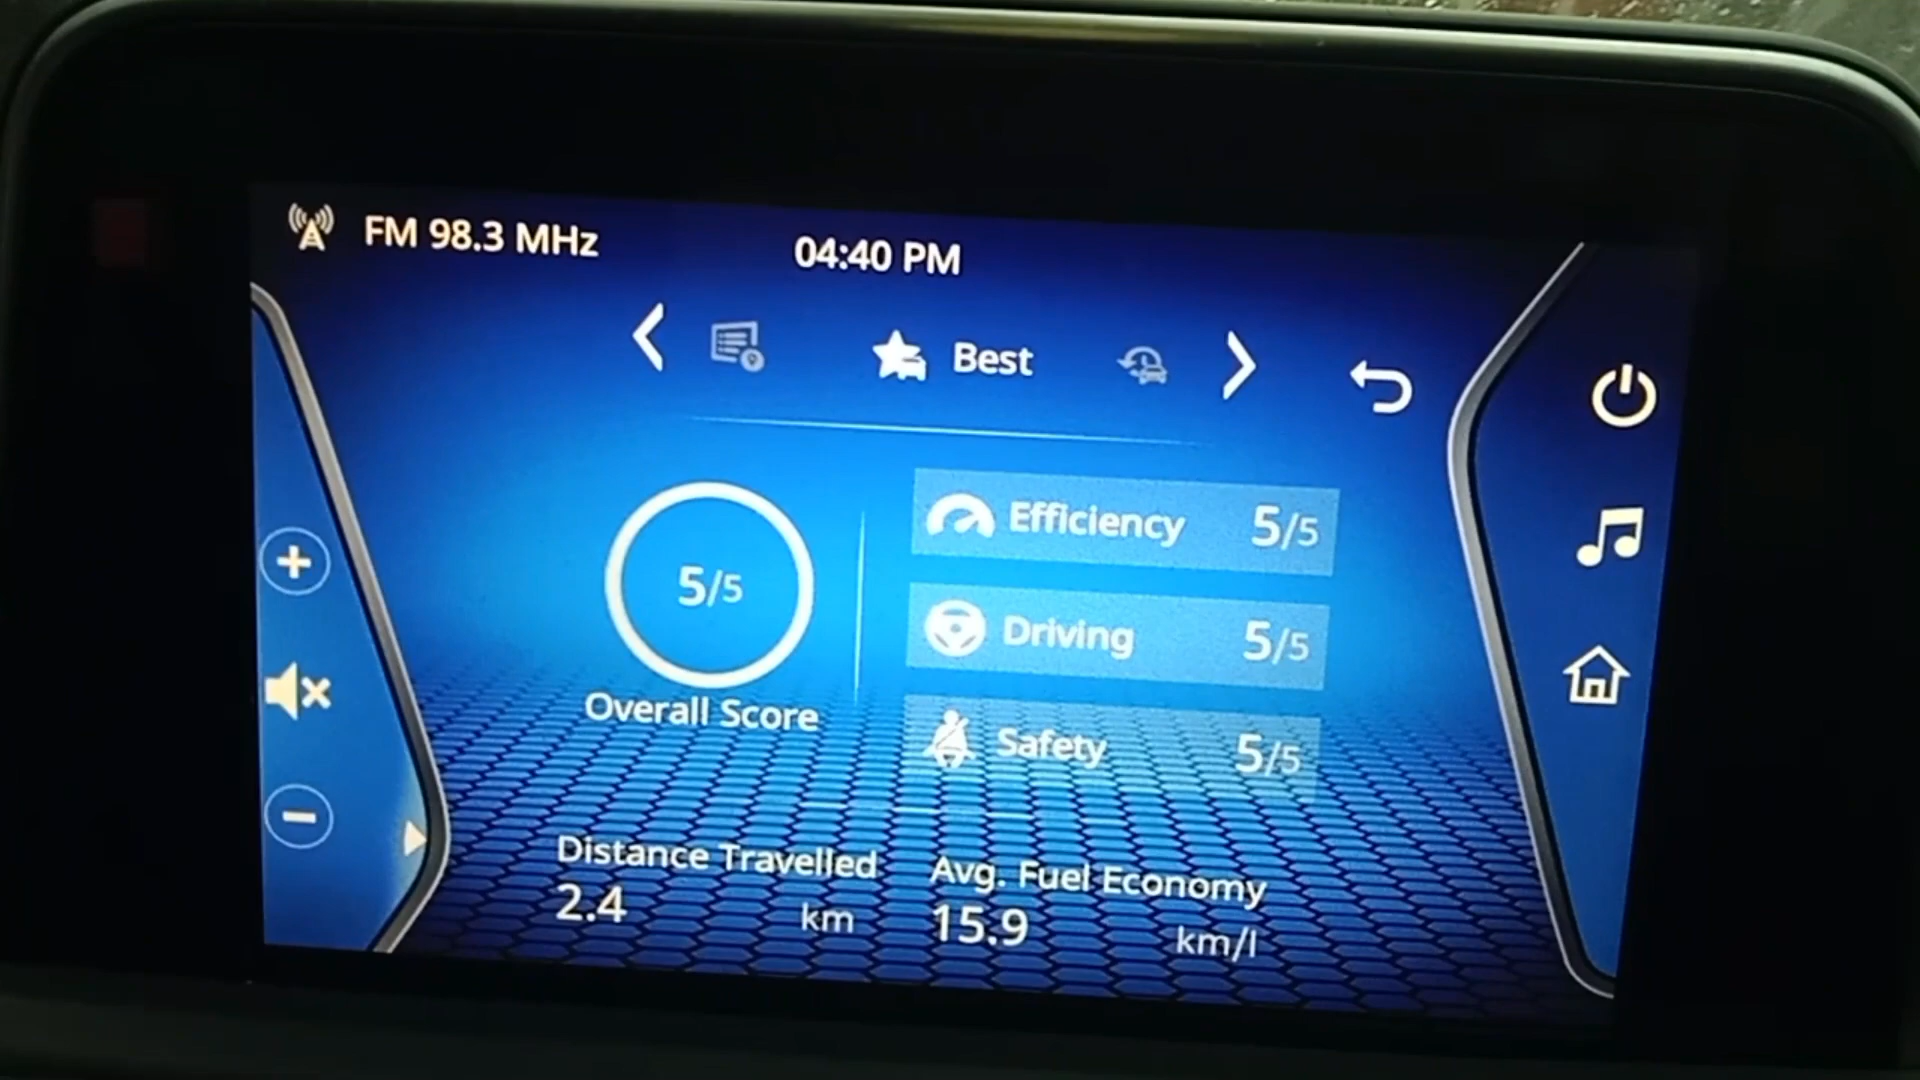 FM 98.3 MHz
04:40 PM
Best
Efficiency 5/5
5/5
Driving 5/5
Overall Score
Safety 5/5
Distance Travelled
2.4 km
Avg. Fuel Economy
15.9 km/l